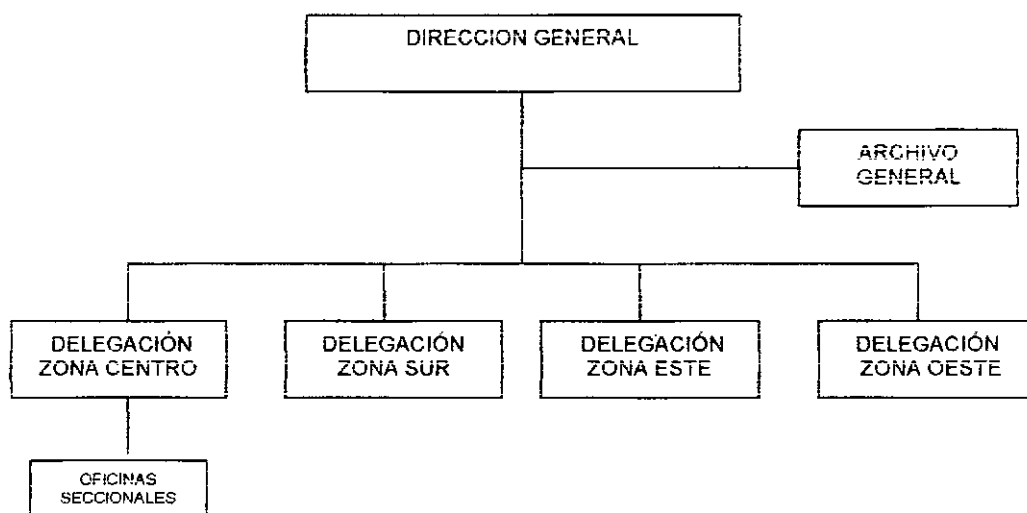 DIRECCION GENERAL
ARCHIVO
GENERAL
DELEGACIÓN
ZONA CENTRO
DELEGACIÓN
ZONA SUR
DELEGACIÓN
ZONA ESTE
DELEGACIÓN
ZONA OESTE
OFICINAS
SECCIONALES